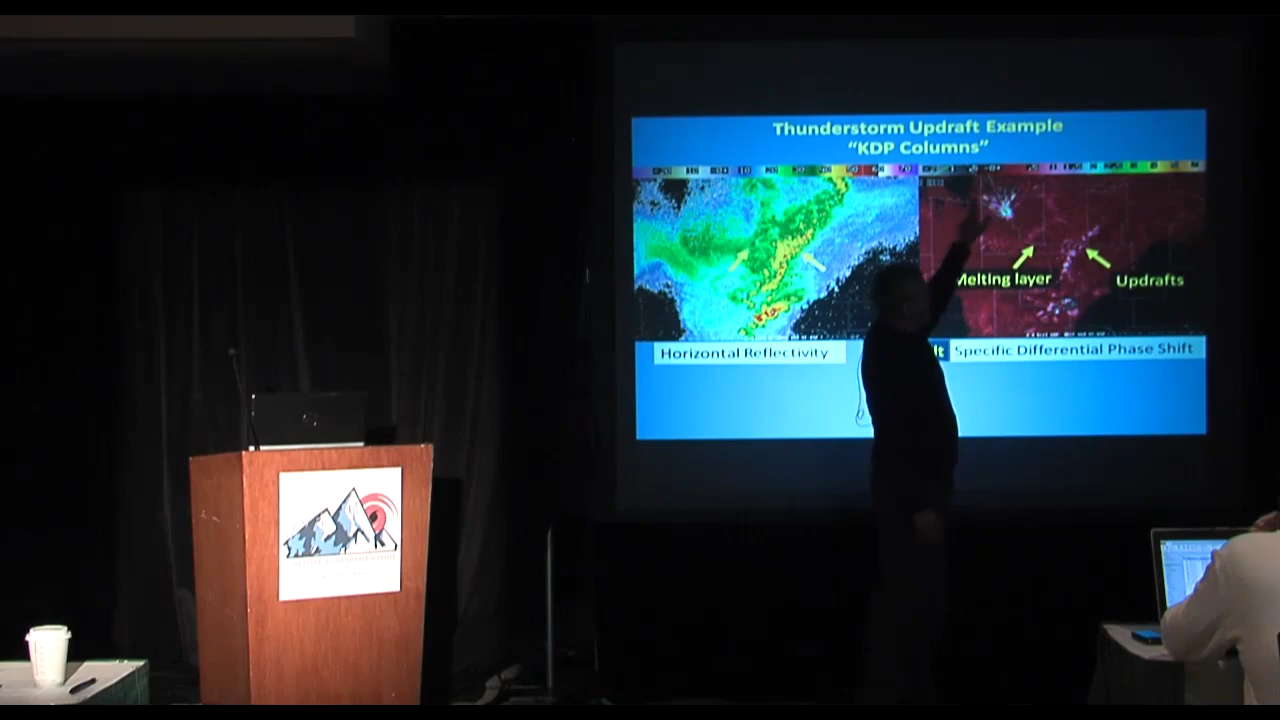 Thunderstorm Updraft Example
“KDP Columns”
Melting layer
Updrafts
Horizontal Reflectivity
Specific Differential Phase Shift